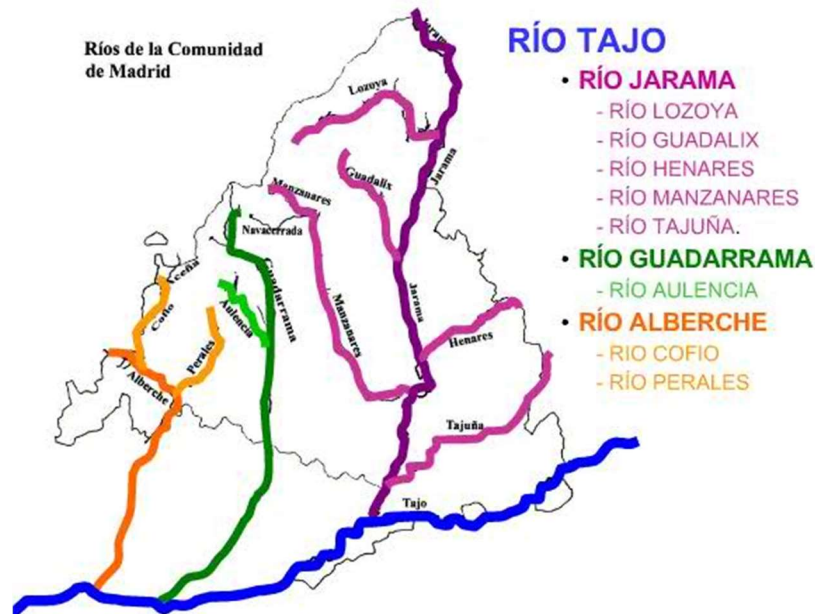 Ríos de la Comunidad
de Madrid
RÍO TAJO
• RÍO JARAMA
- RÍO LOZOYA
- RÍO GUADALIX
- RÍO HENARES
- RÍO MANZANARES
- RÍO TAJUÑA.
• RÍO GUADARRAMA
- RÍO AULENCIA
• RÍO ALBERCHE
- RIO COFIO
- RÍO PERALES
Jarama
Lozoya
Jarama
Guadalix
Manzanares
Navacerrada
Guadarrama
Aceña
Cofio
Aulencia
Jarama
Manzanares
Perales
Henares
Alberche
Tajuña
Tajo